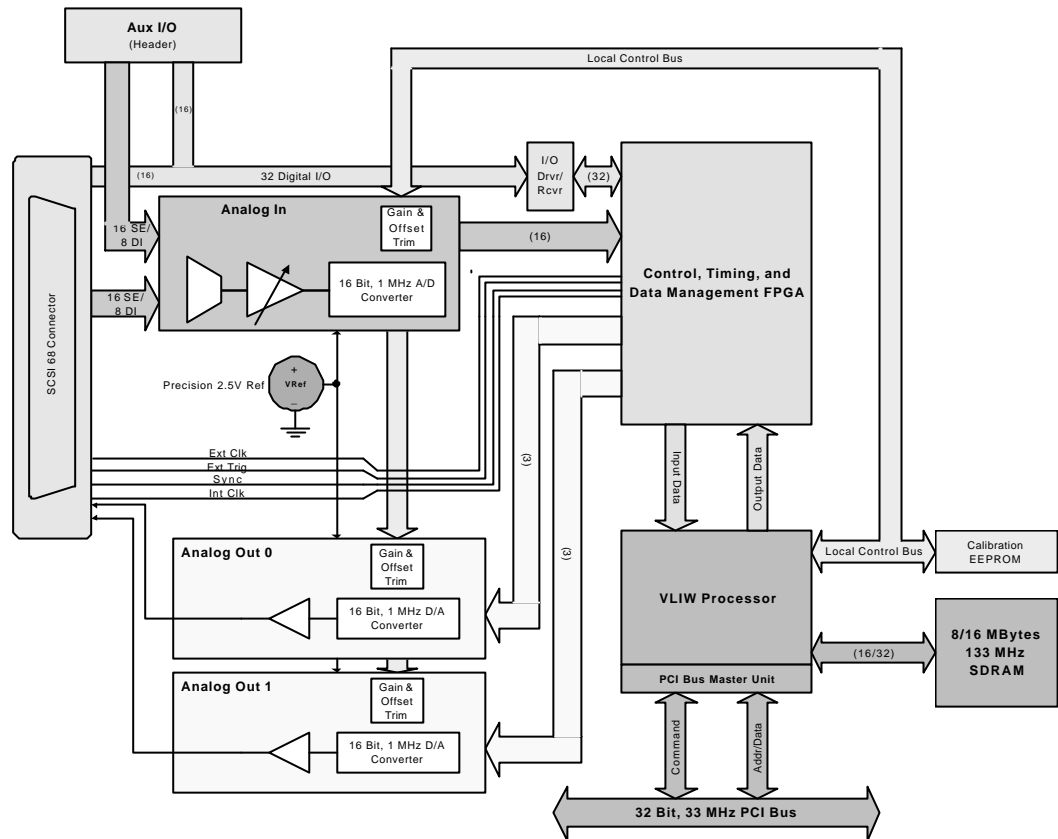 Aux I/O
(Header)
Local Control Bus
(16)
(16)
32 Digital I/O
I/O
Drvr/
Rcvr
(32)
Analog In
Gain &
Offset
Trim
16 SE/
8 DI
(16)
16 Bit, 1 MHz A/D
Converter
16 SE/
8 DI
Control, Timing, and
Data Management FPGA
SCSI 68 Connector
Precision 2.5V Ref
+
VRef
–
Ext Clk
Ext Trig
Sync
Int Clk
(3)
(3)
Input Data
Output Data
Analog Out 0
Gain &
Offset
Trim
16 Bit, 1 MHz D/A
Converter
Local Control Bus
Calibration
EEPROM
VLIW Processor
(16/32)
8/16 MBytes
133 MHz
SDRAM
PCI Bus Master Unit
Analog Out 1
Gain &
Offset
Trim
16 Bit, 1 MHz D/A
Converter
Command
Addr/Data
32 Bit, 33 MHz PCI Bus